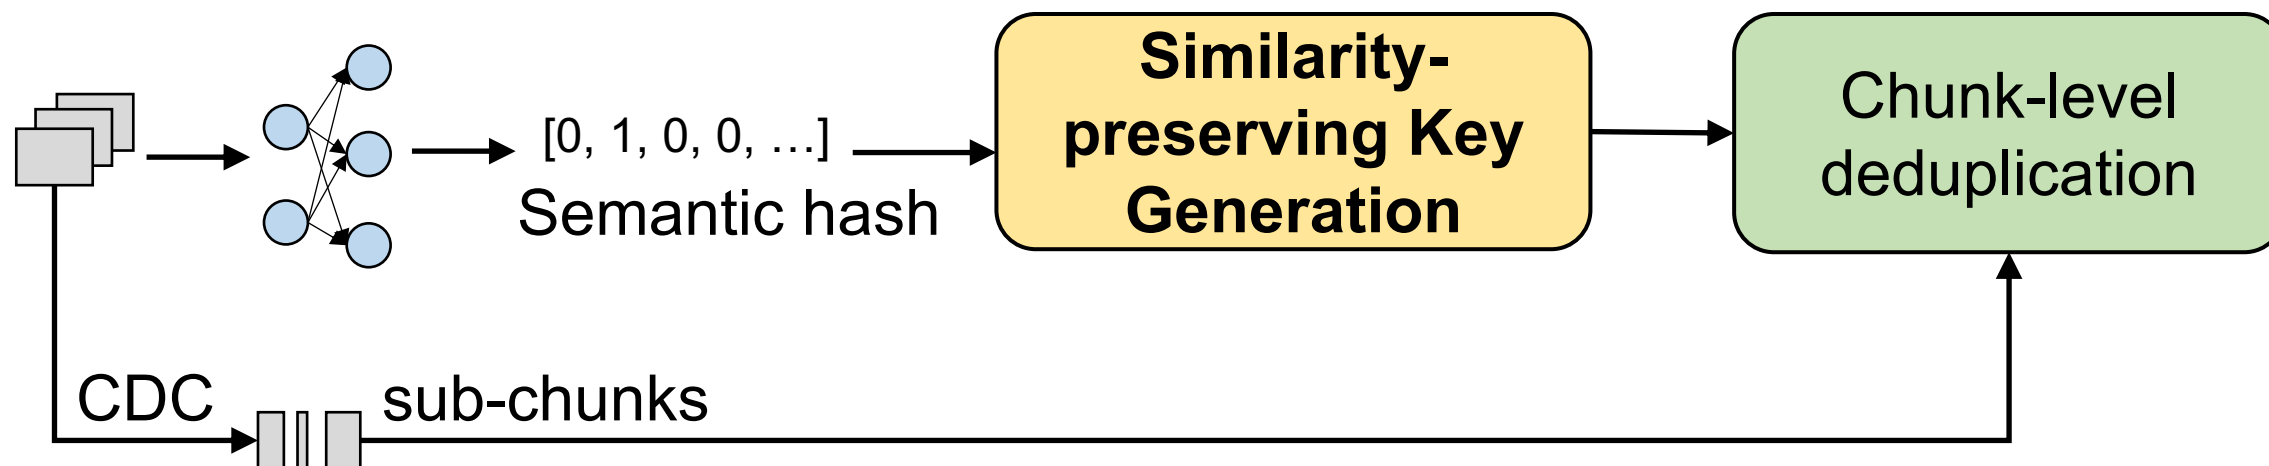 [0, 1, 0, 0, …]
Semantic hash
Similarity-
preserving Key
Generation
Chunk-level
deduplication
CDC
sub-chunks